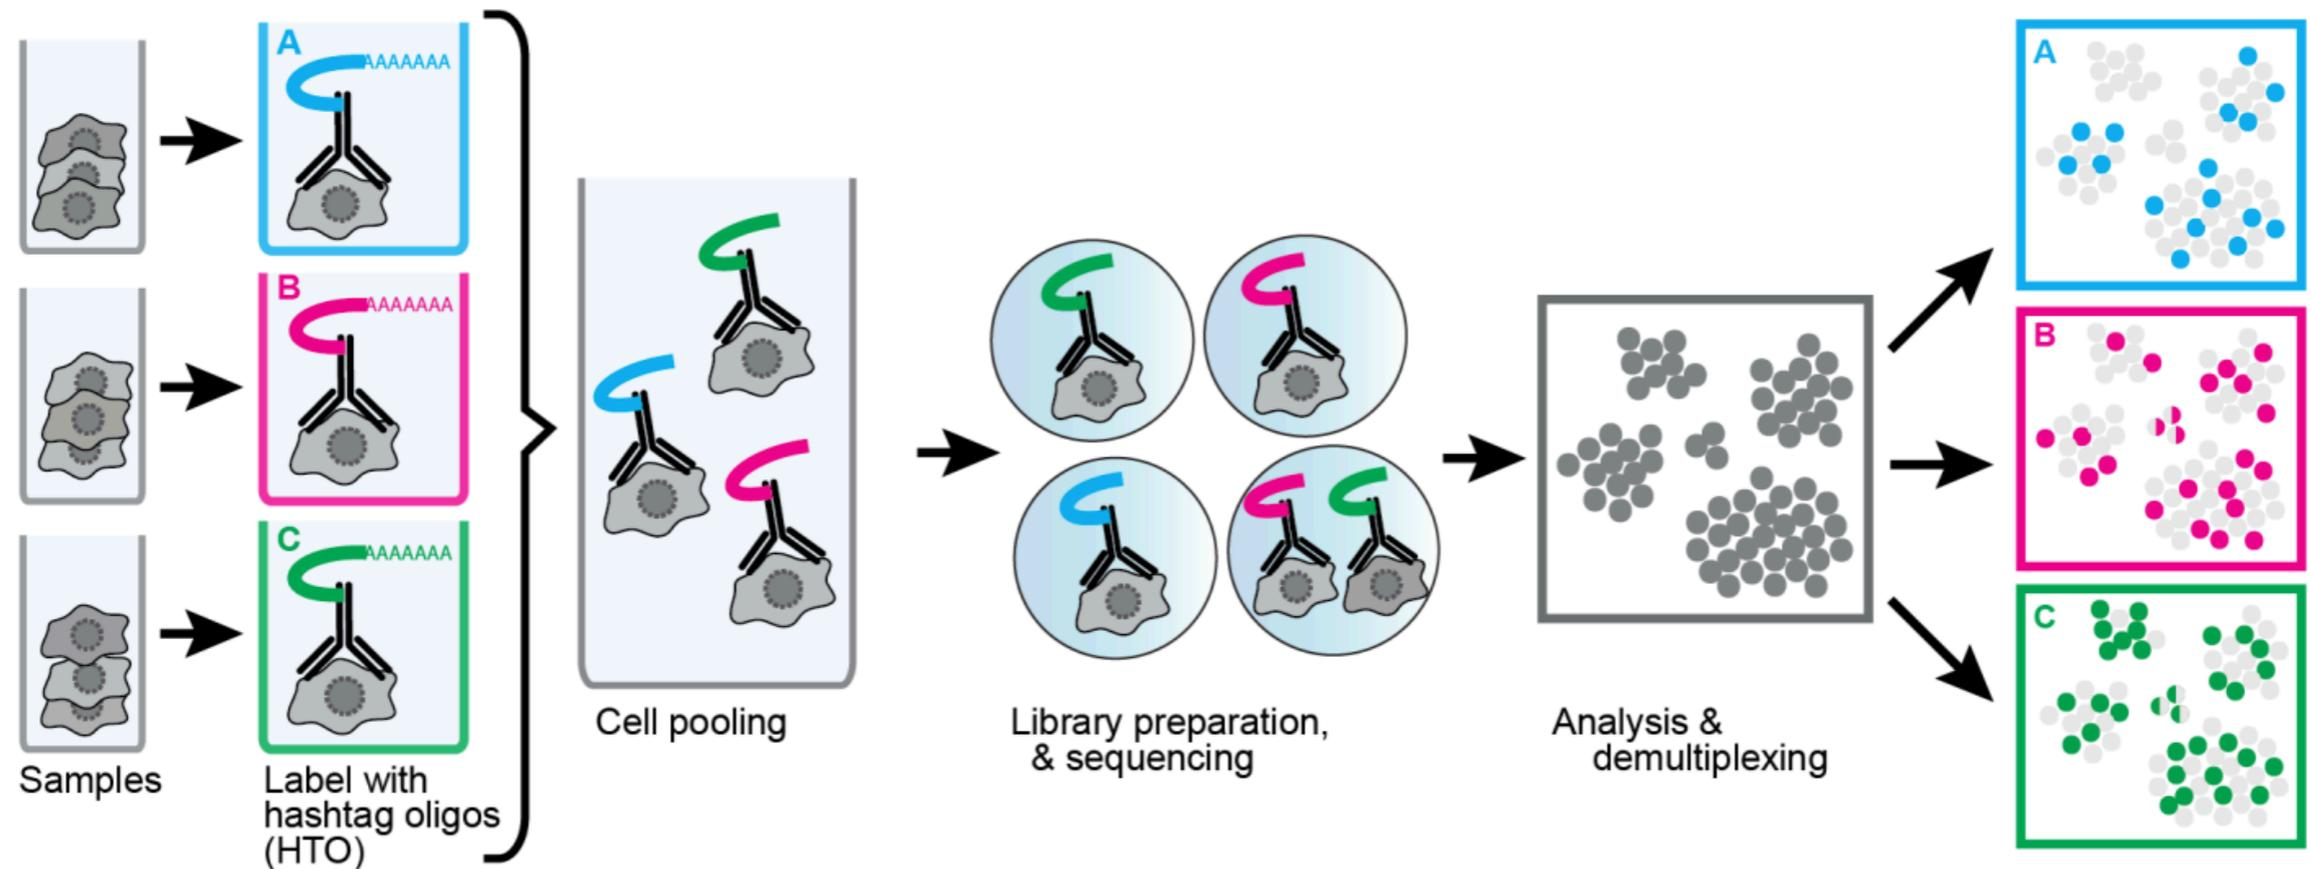 A
AAAAAAA
B
AAAAAAA
C
AAAAAAA
Samples
Label with
hashtag oligos
(HTO)
Cell pooling
Library preparation,
& sequencing
Analysis &
demultiplexing
A
B
C